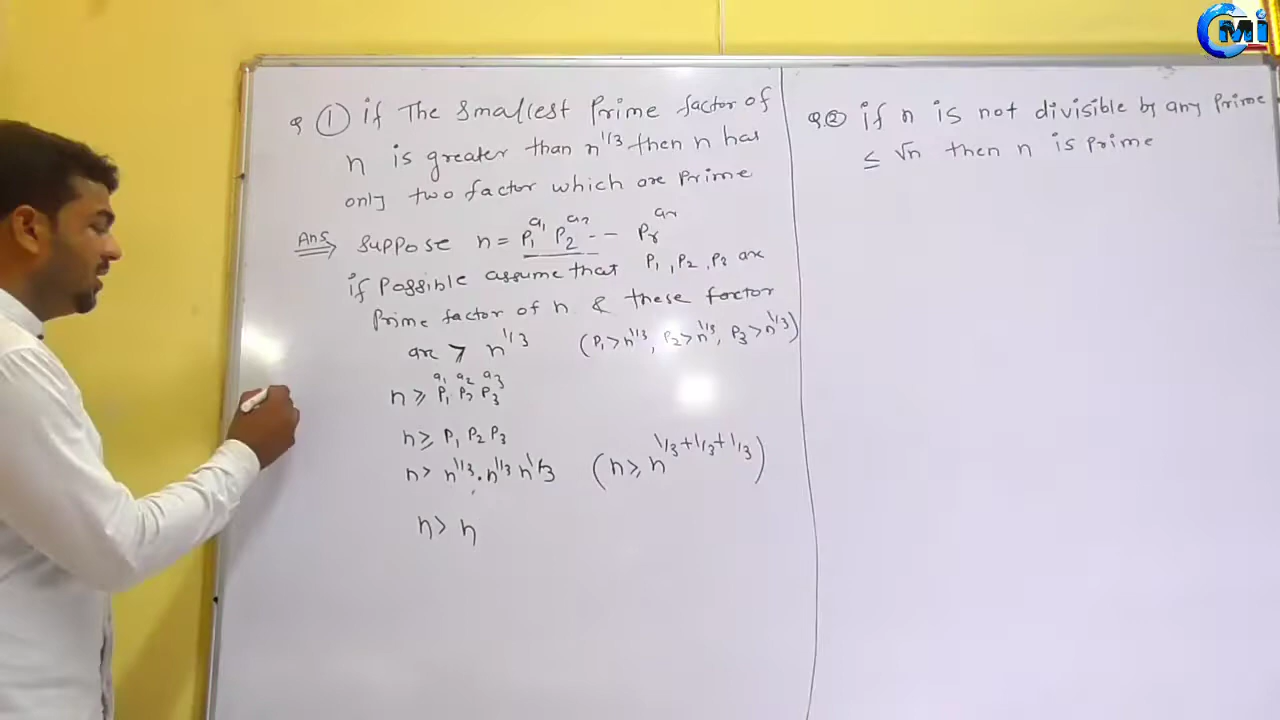 Q ① if The Smallest Prime factor of
n is greater than n^1/3 then n has
only two factor which are Prime
Ans ⇒ Suppose n = P₁^a₁ P₂^a₂ -- Pᵣ^aᵣ
if Possible assume that P₁, P₂, P₃ are
Prime factor of n & these factor
are > n^1/3 (P₁>n^1/3, P₂>n^1/3, P₃>n^1/3)
n ≥ P₁^a₁ P₂^a₂ P₃^a₃
n ≥ P₁ P₂ P₃
n > n^1/3 . n^1/3 n^1/3 (n ≥ n^1/3+1/3+1/3)
n > n
Q.② if n is not divisible by any Prime
≤ √n then n is Prime
CMi